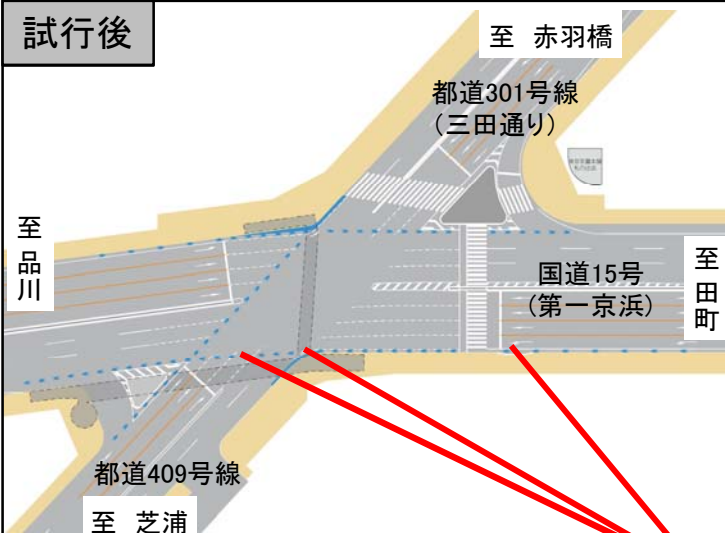 試行後
至 赤羽橋
都道301号線
（三田通り）
至品川
国道15号
（第一京浜）
至田町
都道409号線
至 芝浦